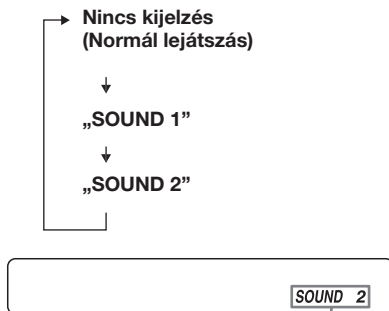 Nincs kijelzés
(Normál lejátszás)
„SOUND 1”
„SOUND 2”
SOUND 2